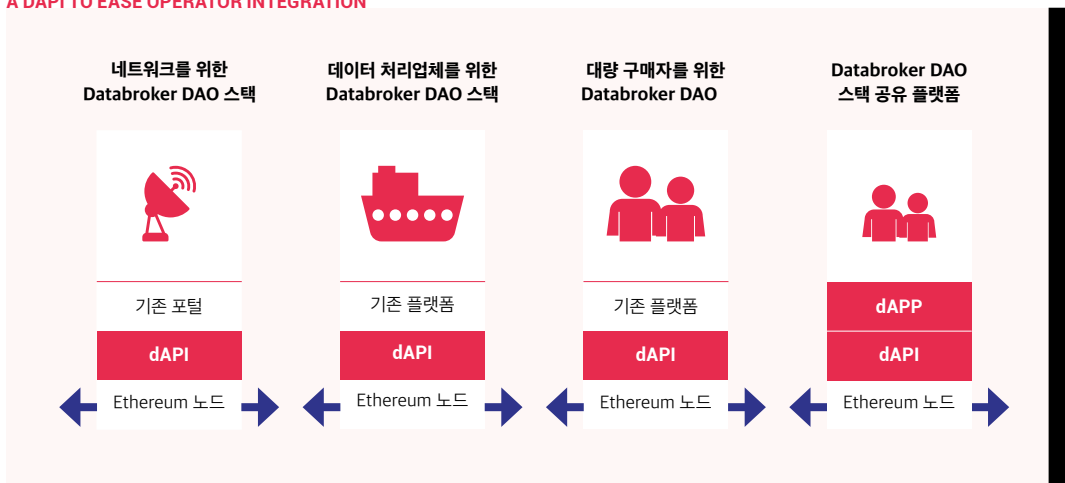 A DAPI TO EASE OPERATOR INTEGRATION
네트워크를 위한
Databroker DAO 스택
기존 포털
dAPI
Ethereum 노드
데이터 처리업체를 위한
Databroker DAO 스택
기존 플랫폼
dAPI
Ethereum 노드
대량 구매자를 위한
Databroker DAO
기존 플랫폼
dAPI
Ethereum 노드
Databroker DAO
스택 공유 플랫폼
dAPP
dAPI
Ethereum 노드